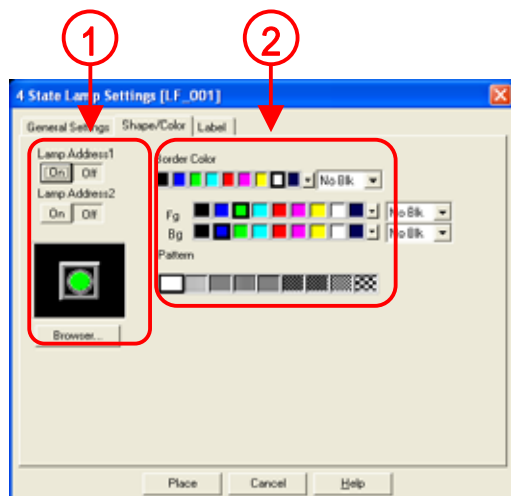 1 2
4 State Lamp Settings [LF_001]
General Settings Shape/Color Label
Lamp Address1
On Off
Lamp Address2
On Off
Browser...
Border Color
No Blk
Fg No Blk
Bg No Blk
Pattern
Place Cancel Help